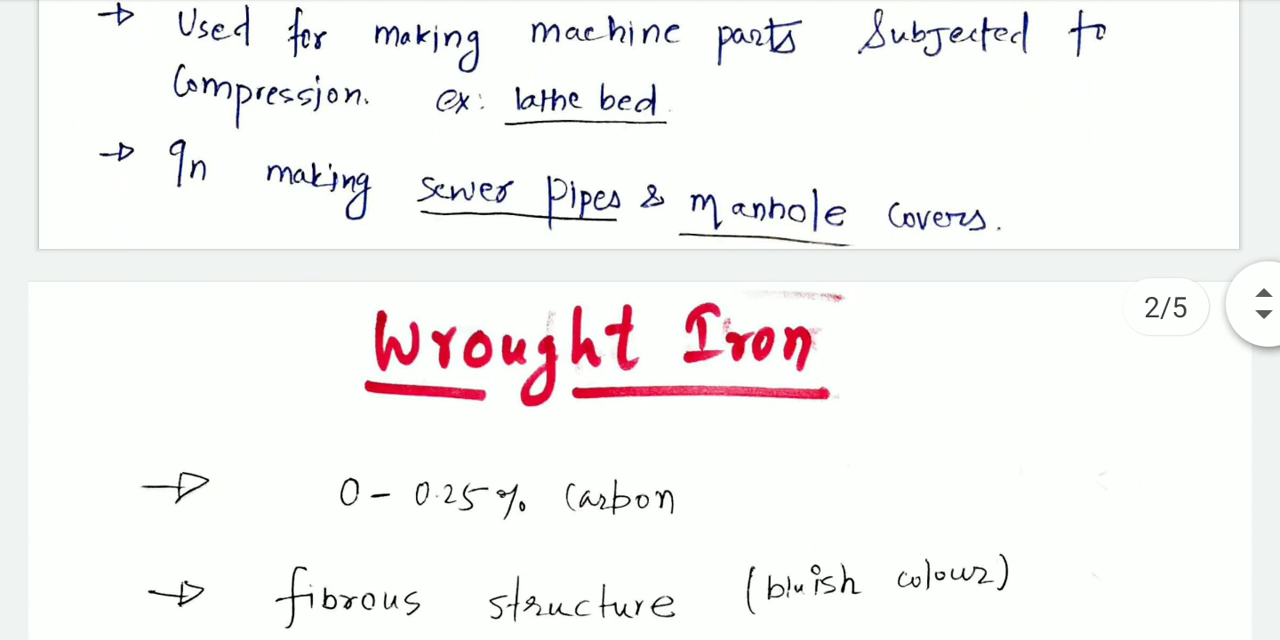 → Used for making machine parts Subjected to
Compression. ex: lathe bed
→ In making sewer pipes & manhole covers.
2/5
Wrought Iron
→ 0 - 0.25% Carbon
→ fibrous structure (bluish colour)